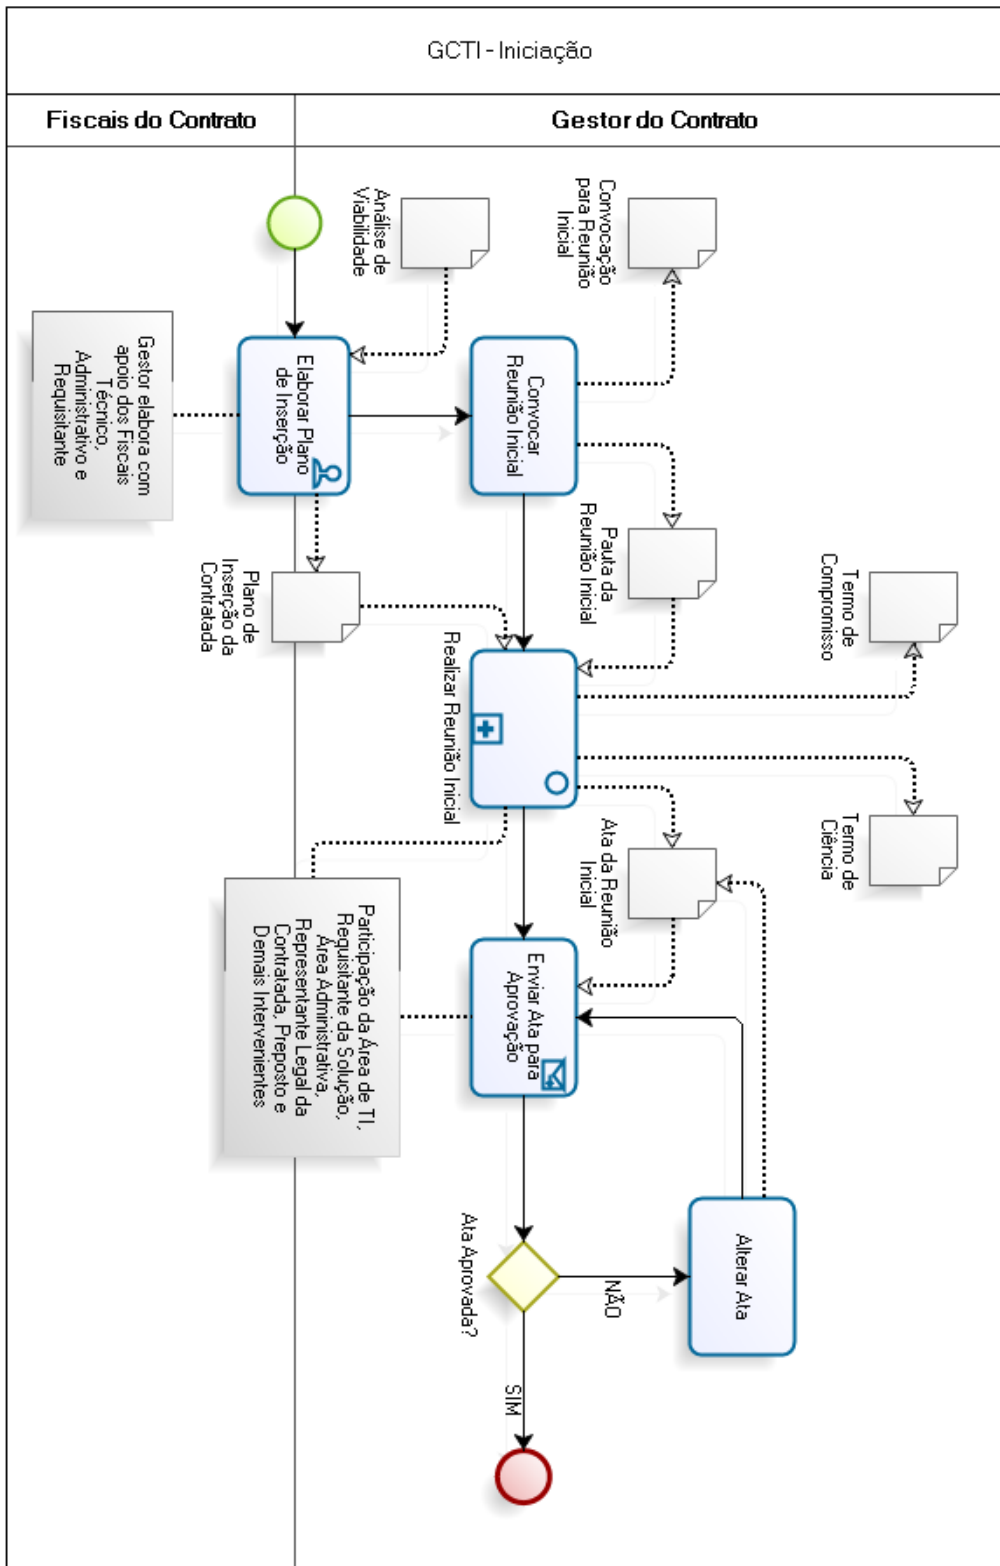 GCTI - Iniciação
Fiscais do Contrato
Gestor do Contrato
Análise de
Viabilidade
Convocação
para Reunião
Inicial
Gestor elabora com
apoio dos Fiscais
Técnico,
Administrativo e
Requisitante
Elaborar Plano
de Inserção
Convocar
Reunião Inicial
Plano de
Inserção da
Contratada
Pauta da
Reunião Inicial
Termo de
Compromisso
Realizar Reunião Inicial
Ata da Reunião
Inicial
Termo de
Ciência
Participação da Área de TI,
Requisitante da Solução,
Área Administrativa,
Representante Legal da
Contratada, Preposto e
Demais Intervenientes
Enviar Ata para
Aprovação
Ata Aprovada?
NÃO
Alterar Ata
SIM